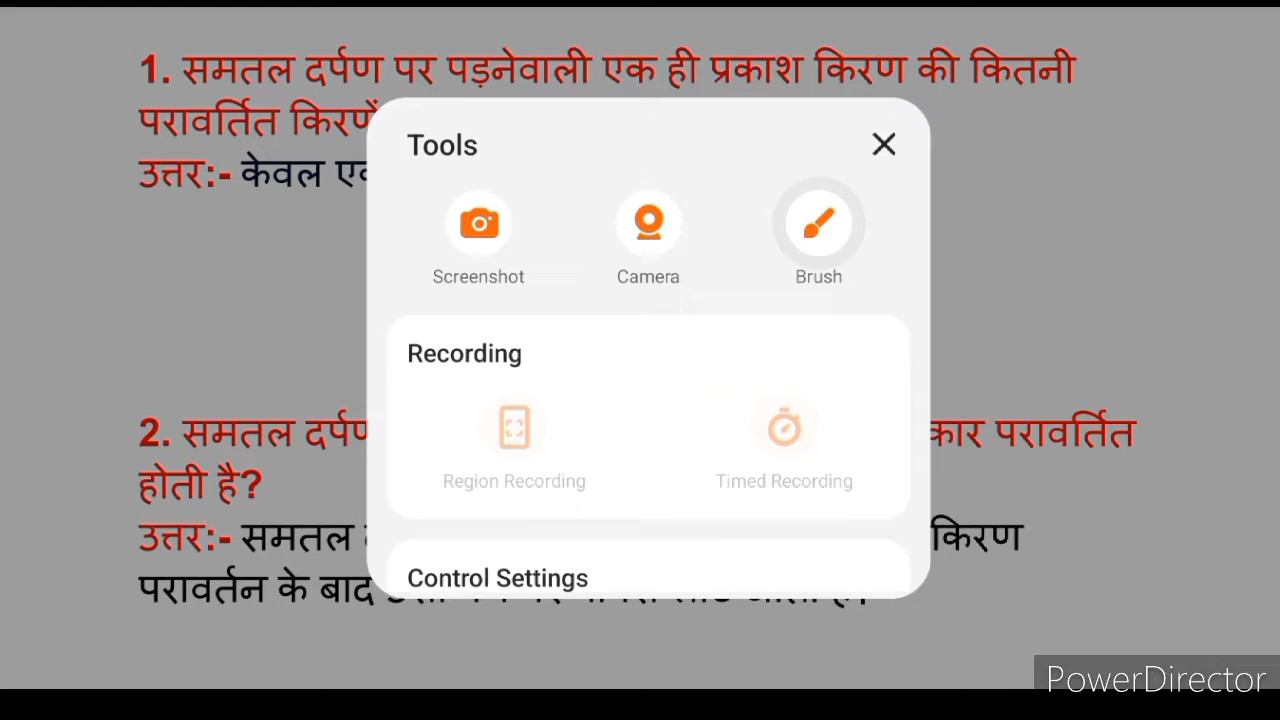 1. समतल दर्पण पर पड़नेवाली एक ही प्रकाश किरण की कितनी
परावर्तित किरणें
उत्तर:- केवल
Tools
Screenshot Camera Brush
Recording
Region Recording Timed Recording
Control Settings
2. समतल दर्पण परावर्तित
होती है?
उत्तर:- समतल किरण
परावर्तन के बाद
PowerDirector